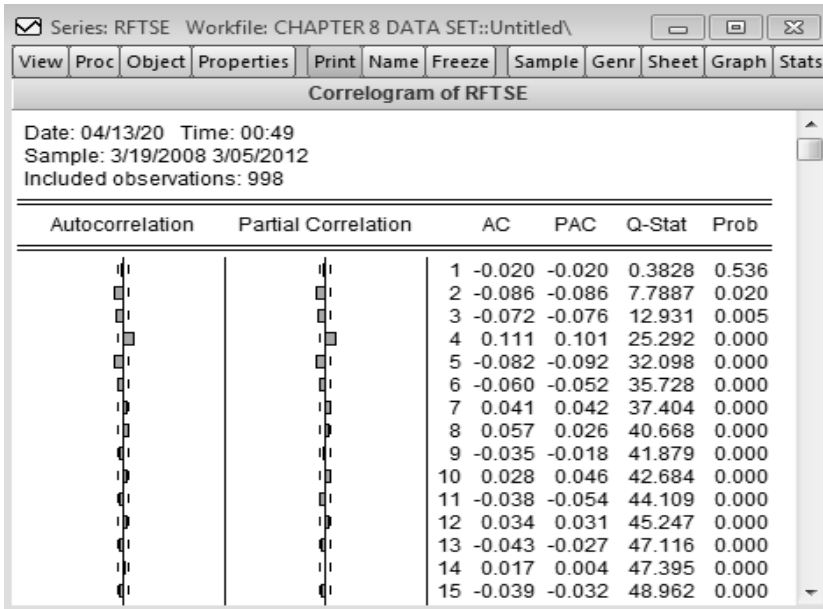 Series: RFTSE Workfile: CHAPTER 8 DATA SET::Untitled\
View Proc Object Properties Print Name Freeze Sample Genr Sheet Graph Stats
Correlogram of RFTSE
Date: 04/13/20 Time: 00:49
Sample: 3/19/2008 3/05/2012
Included observations: 998
Autocorrelation Partial Correlation AC PAC Q-Stat Prob
1 -0.020 -0.020 0.3828 0.536
2 -0.086 -0.086 7.7887 0.020
3 -0.072 -0.076 12.931 0.005
4 0.111 0.101 25.292 0.000
5 -0.082 -0.092 32.098 0.000
6 -0.060 -0.052 35.728 0.000
7 0.041 0.042 37.404 0.000
8 0.057 0.026 40.668 0.000
9 -0.035 -0.018 41.879 0.000
10 0.028 0.046 42.684 0.000
11 -0.038 -0.054 44.109 0.000
12 0.034 0.031 45.247 0.000
13 -0.043 -0.027 47.116 0.000
14 0.017 0.004 47.395 0.000
15 -0.039 -0.032 48.962 0.000